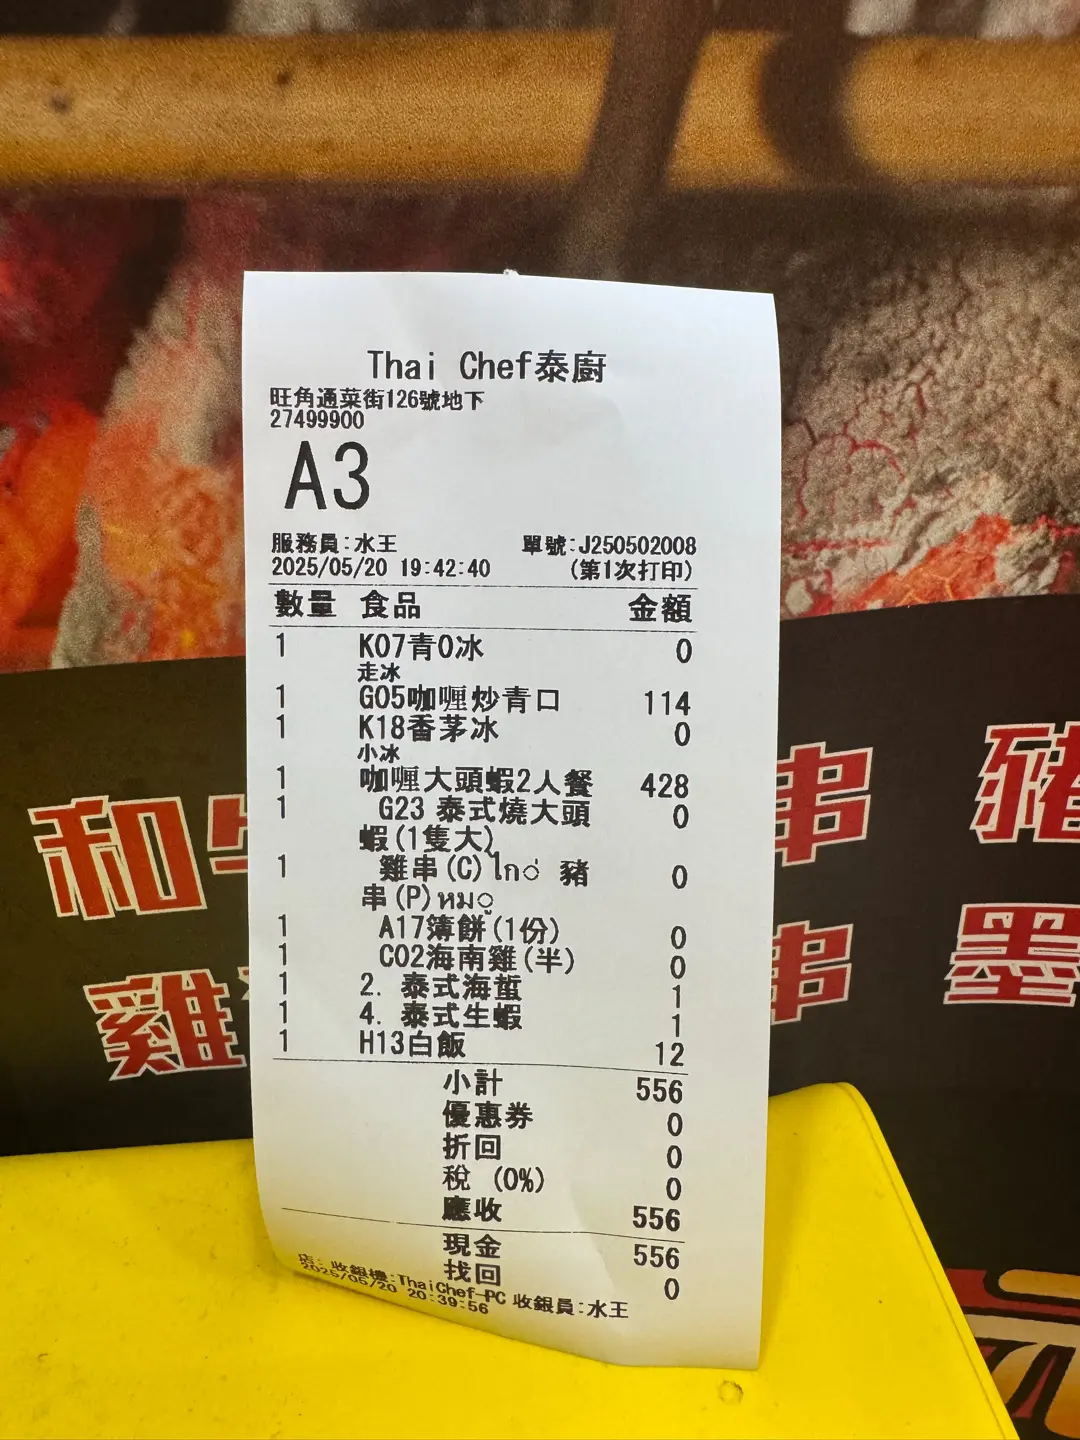 Thai Chef泰廚
旺角通菜街126號地下
27499900
A3
服務員:水王 單號:J250502008
2025/05/20 19:42:40 (第1次打印)
數量 食品 金額
1 K07青0冰 0
走冰
1 G05咖喱炒青口 114
1 K18香茅冰 0
小冰
1 咖喱大頭蝦2人餐 428
1 G23 泰式燒大頭 0
蝦(1隻大)
1 雞串(C)ไก่ 豬 0
串(P)หมู
1 A17薄餅(1份) 0
1 C02海南雞(半) 0
1 2. 泰式海蜇 1
1 4. 泰式生蝦 1
1 H13白飯 12
小計 556
優惠券 0
折回 0
稅 (0%) 0
應收 556
現金 556
找回 0
店: 收銀機:ThaiChef-PC 收銀員:水王
2025/05/20 20:39:56
和牛
串
豬
雞
串
墨